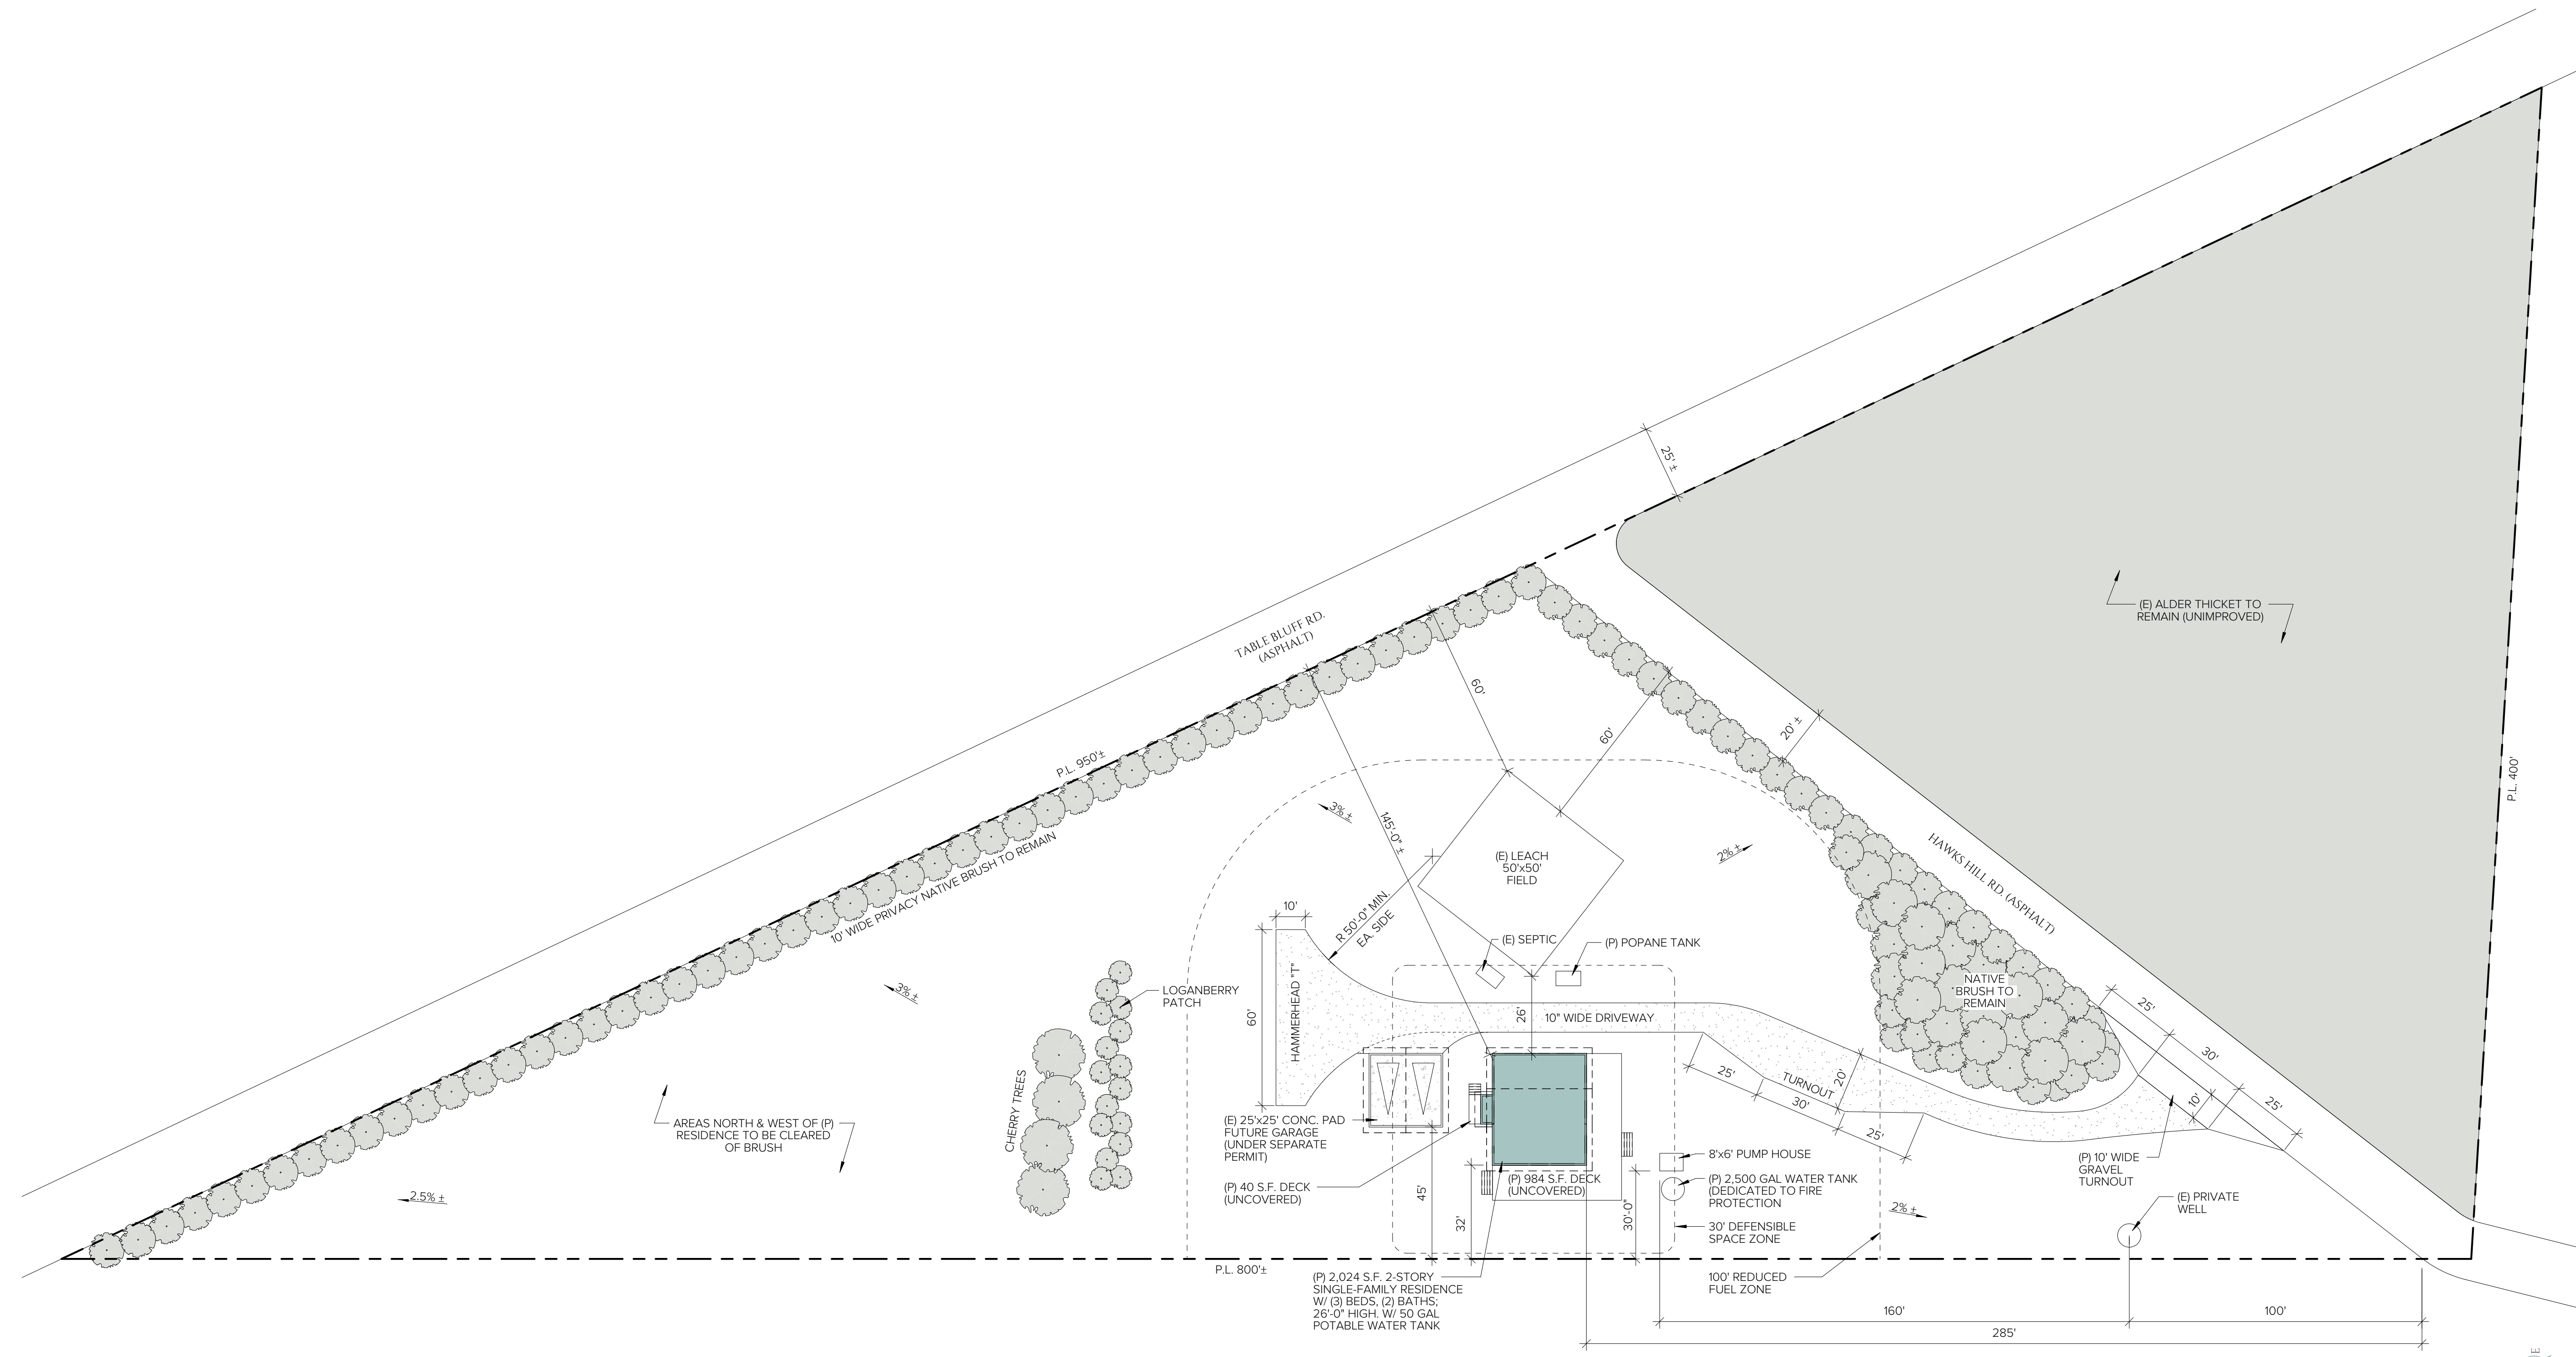 25' ±
(E) ALDER THICKET TO
REMAIN (UNIMPROVED)
TABLE BLUFF RD.
(ASPHALT)
60'
60'
20' ±
P.L. 950'±
P.L. 400'
3% ±
145'-0" ±
2% ±
(E) LEACH
50'x50'
FIELD
10' WIDE PRIVACY NATIVE BRUSH TO REMAIN
HAWKS HILL RD. (ASPHALT)
R 50'-0" MIN.
EA. SIDE
10'
(E) SEPTIC
(P) POPANE TANK
3% ±
LOGANBERRY
PATCH
60'
HAMMERHEAD "T"
26'
10" WIDE DRIVEWAY
NATIVE
BRUSH TO
REMAIN
25'
30'
25'
10'
25'
TURNOUT
20'
30'
25'
CHERRY TREES
AREAS NORTH & WEST OF (P)
RESIDENCE TO BE CLEARED
OF BRUSH
(E) 25'x25' CONC. PAD
FUTURE GARAGE
(UNDER SEPARATE
PERMIT)
(P) 40 S.F. DECK
(UNCOVERED)
(P) 984 S.F. DECK
(UNCOVERED)
8'x6' PUMP HOUSE
(P) 2,500 GAL WATER TANK
(DEDICATED TO FIRE
PROTECTION
30' DEFENSIBLE
SPACE ZONE
(P) 10' WIDE
GRAVEL
TURNOUT
(E) PRIVATE
WELL
2.5% ±
45'
32'
30'-0"
2% ±
P.L. 800'±
(P) 2,024 S.F. 2-STORY
SINGLE-FAMILY RESIDENCE
W/ (3) BEDS, (2) BATHS;
26'-0" HIGH. W/ 50 GAL
POTABLE WATER TANK
100' REDUCED
FUEL ZONE
160'
100'
285'